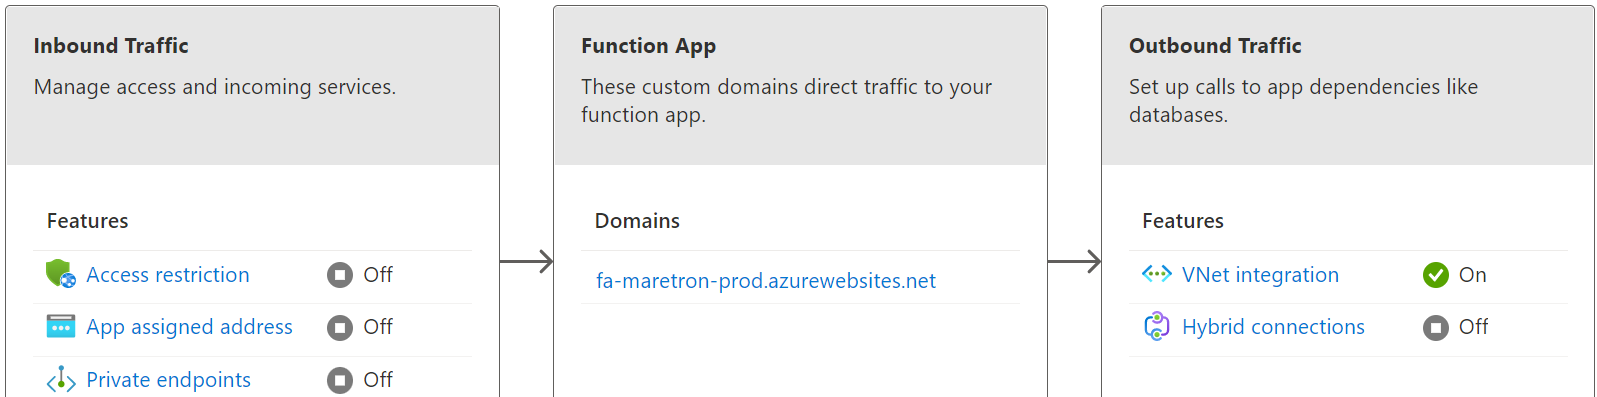 Inbound Traffic
Manage access and incoming services.
Features
Access restriction Off
App assigned address Off
Private endpoints Off
Function App
These custom domains direct traffic to your
function app.
Domains
fa-maretron-prod.azurewebsites.net
Outbound Traffic
Set up calls to app dependencies like
databases.
Features
VNet integration On
Hybrid connections Off